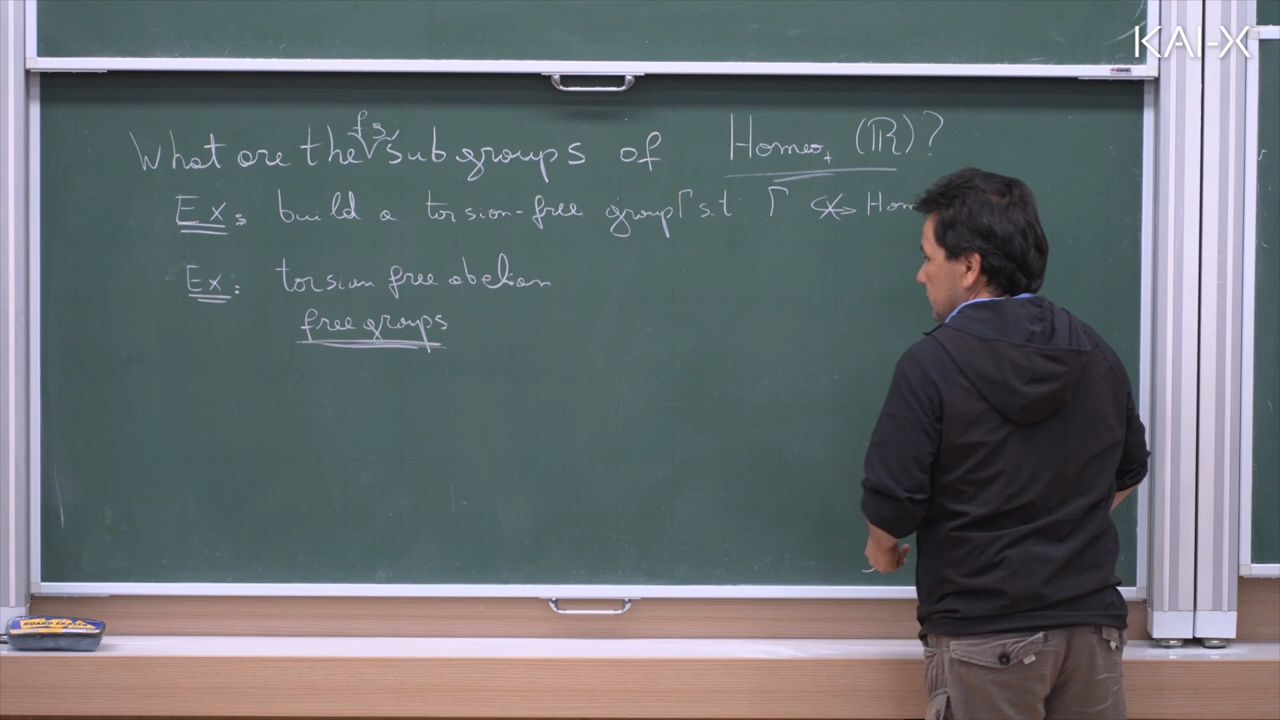 KAI-X
What are the f.g. subgroups of Homeo₊ (ℝ)?
Ex: build a torsion-free group Γ s.t. Γ ↪̸ Hom
Ex: torsion free abelian
free groups